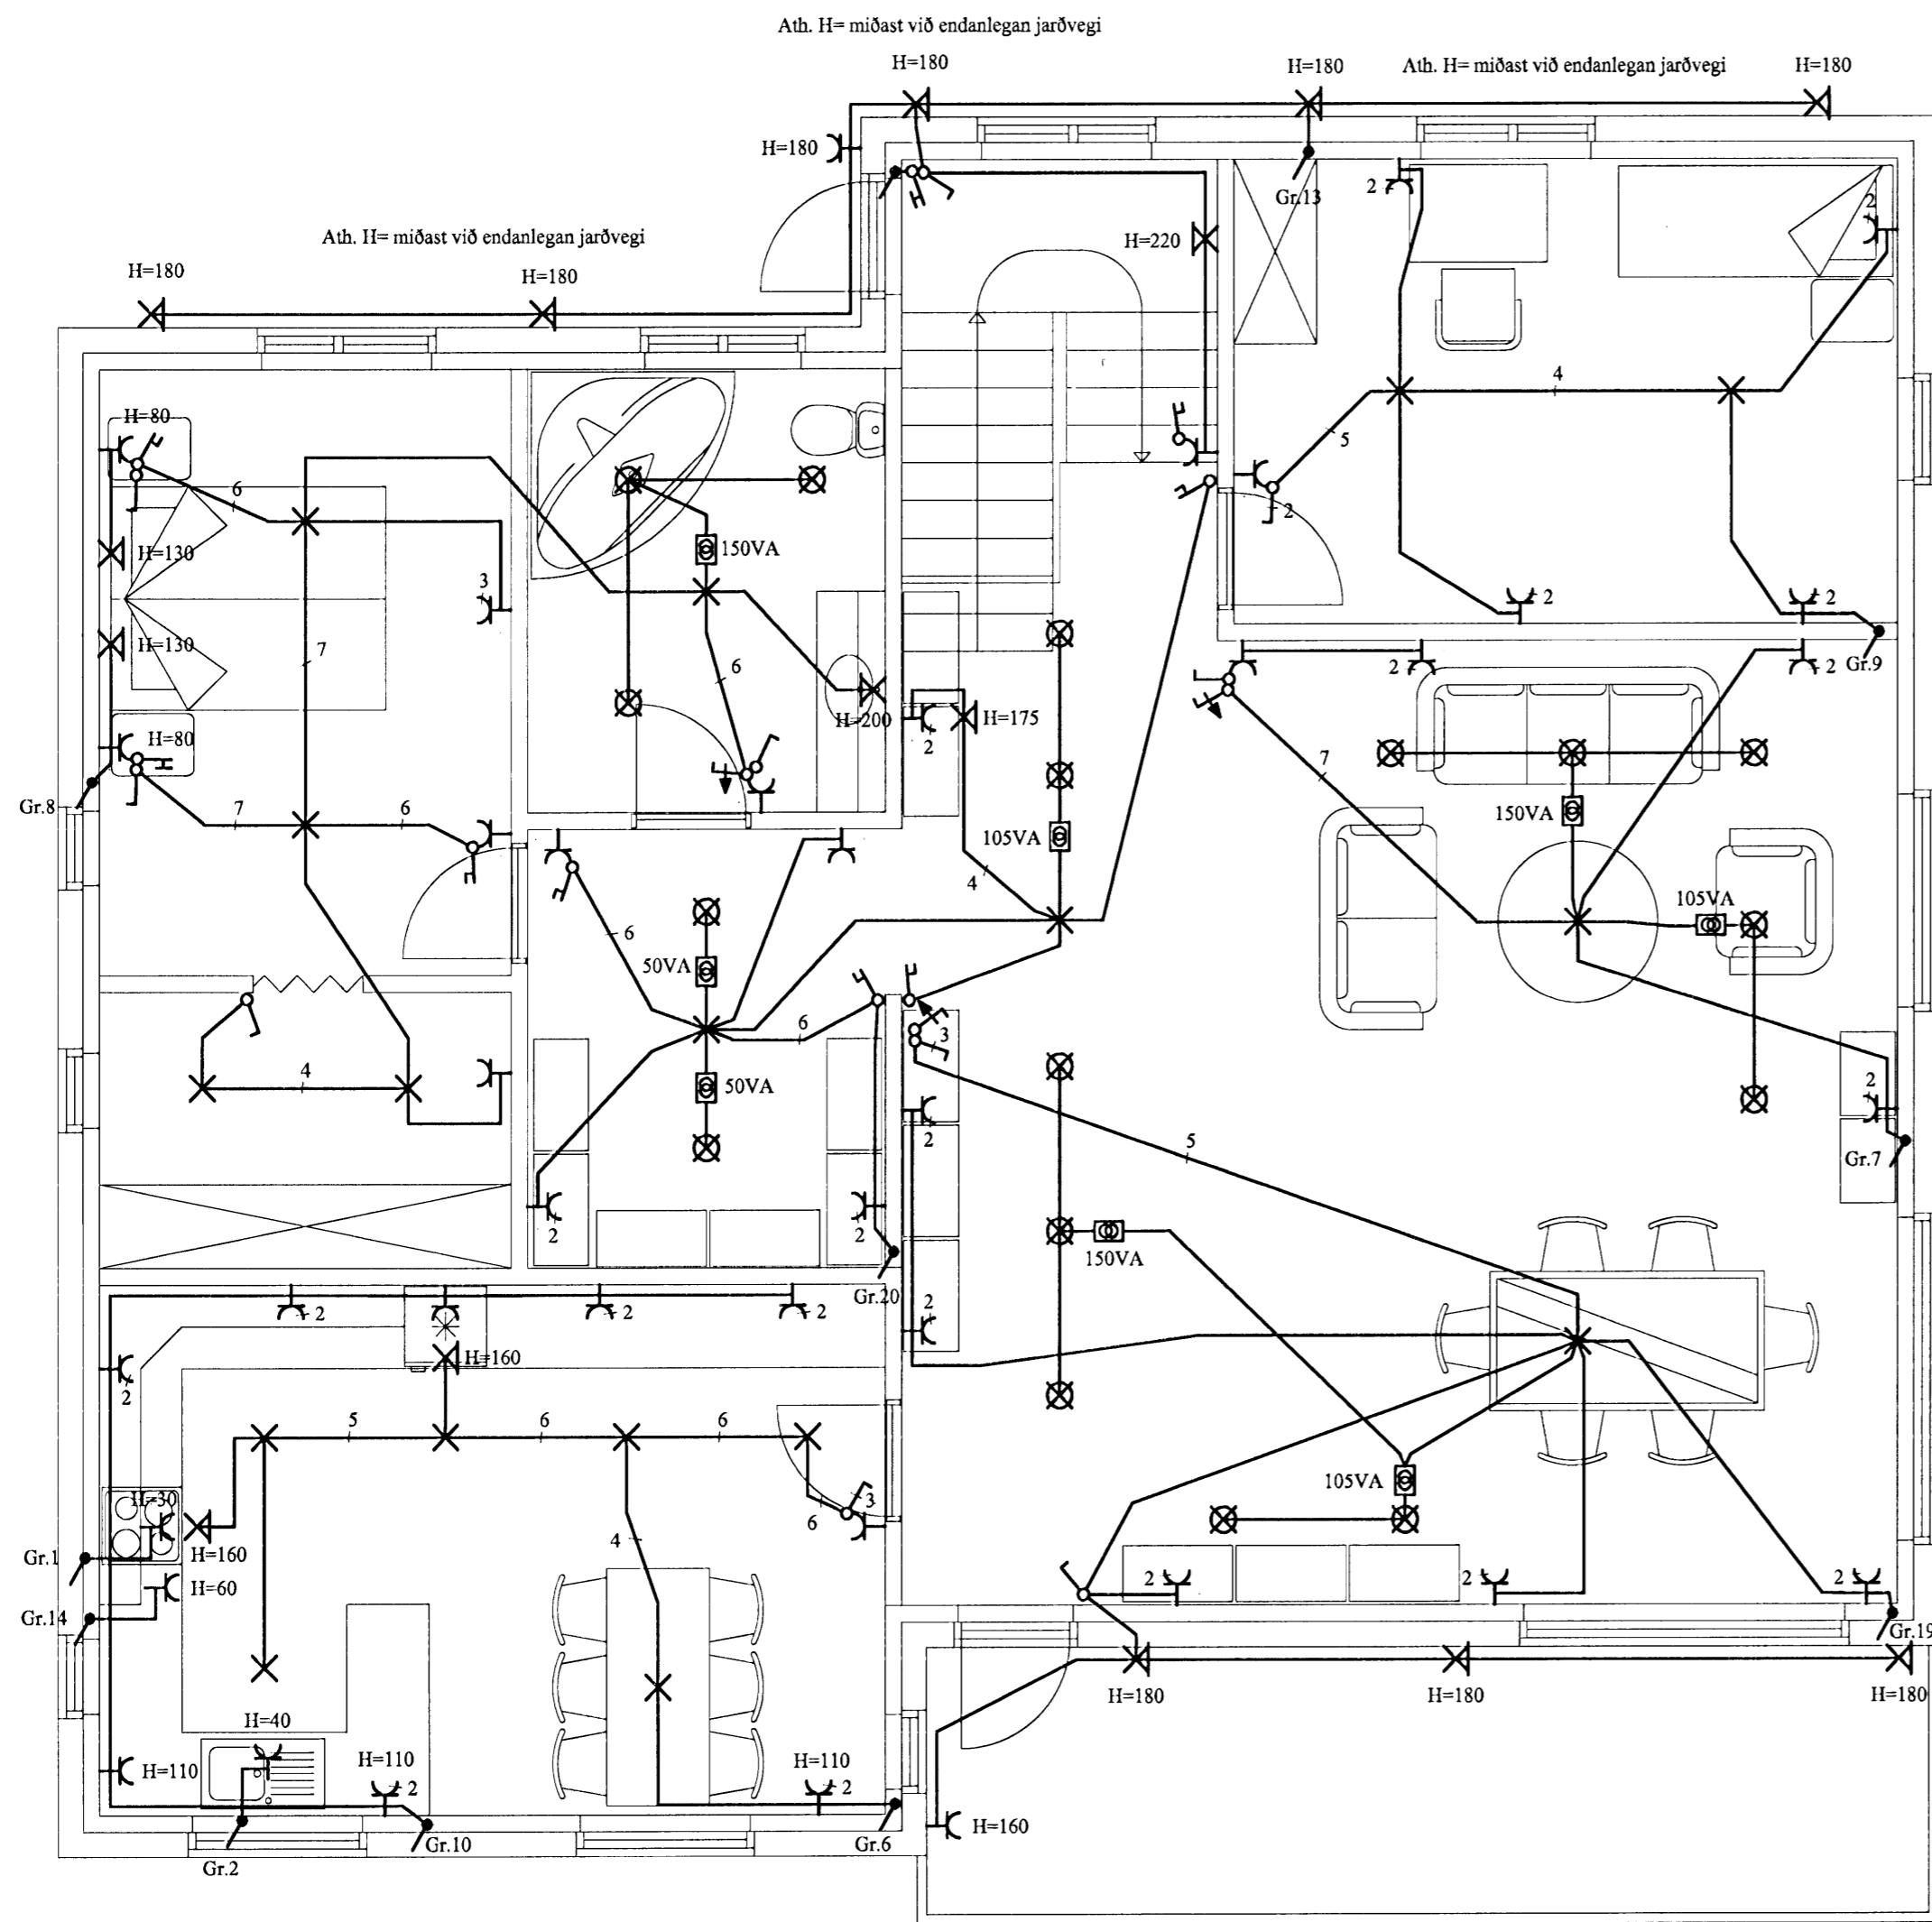 Ath. H= miðast við endanlegan jarðvegi
H=180
H=180
Ath. H= miðast við endanlegan jarðvegi
H=180
H=180
2
Gr.13
2
Ath. H= miðast við endanlegan jarðvegi
H=220
H=180
H=180
4
H=80
5
6
2
H=130
150VA
3
2
2
H=130
7
6
Gr.9
2
2
H=80
H=200
2
H=175
7
Gr.8
7
6
105VA
150VA
4
105VA
6
50VA
6
3
4
50VA
2
2
5
Gr.7
2
2
150VA
Gr.20
2
2
2
2
H=160
2
5
6
6
105VA
H=30
3
6
4
Gr.1
H=160
H=60
2
2
2
Gr.14
Gr.19
H=180
H=180
H=180
H=40
H=110
H=110
H=110
2
2
H=160
Gr.10
Gr.6
Gr.2